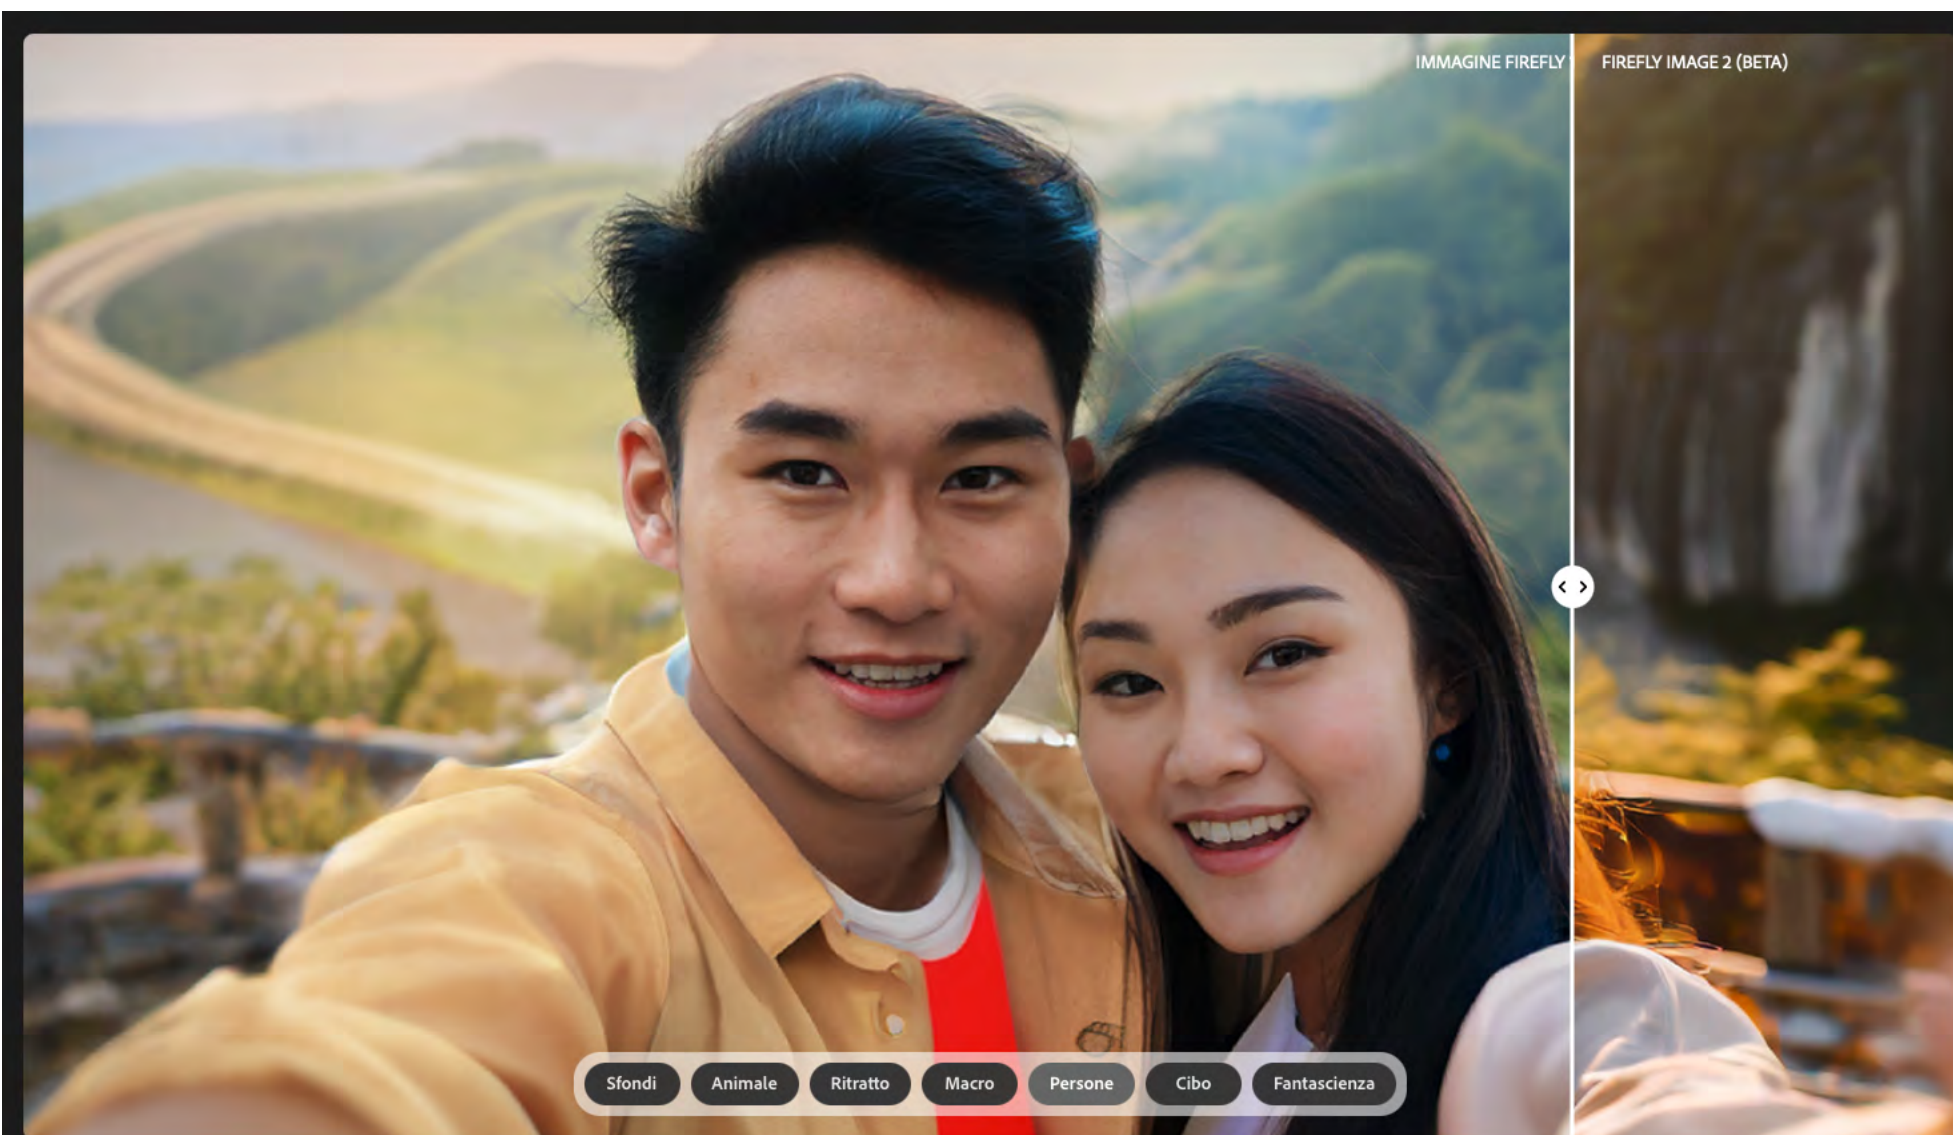 IMMAGINE FIREFLY
FIREFLY IMAGE 2 (BETA)
Sfondi
Animale
Ritratto
Macro
Persone
Cibo
Fantascienza